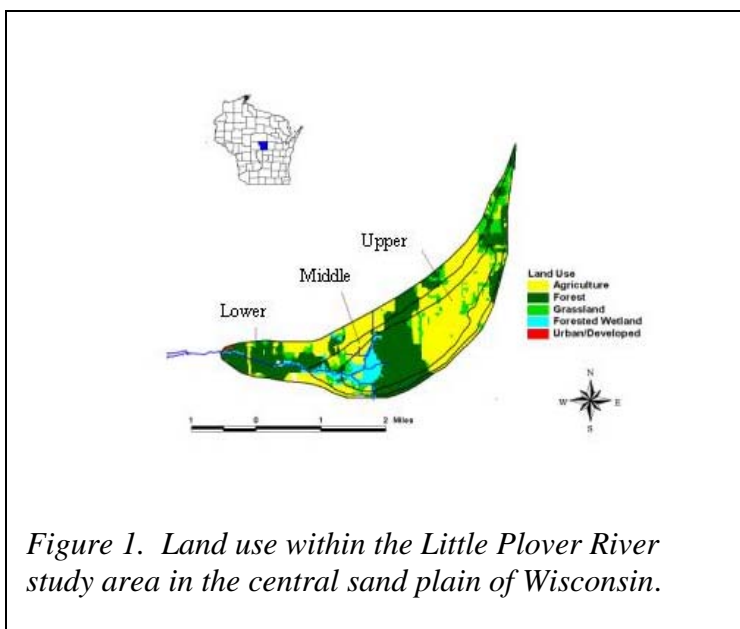 Upper
Middle
Lower
Land Use
Agriculture
Forest
Grassland
Forested Wetland
Urban/Developed
N
W E
S
1 0 1 2 Miles
Figure 1. Land use within the Little Plover River
study area in the central sand plain of Wisconsin.